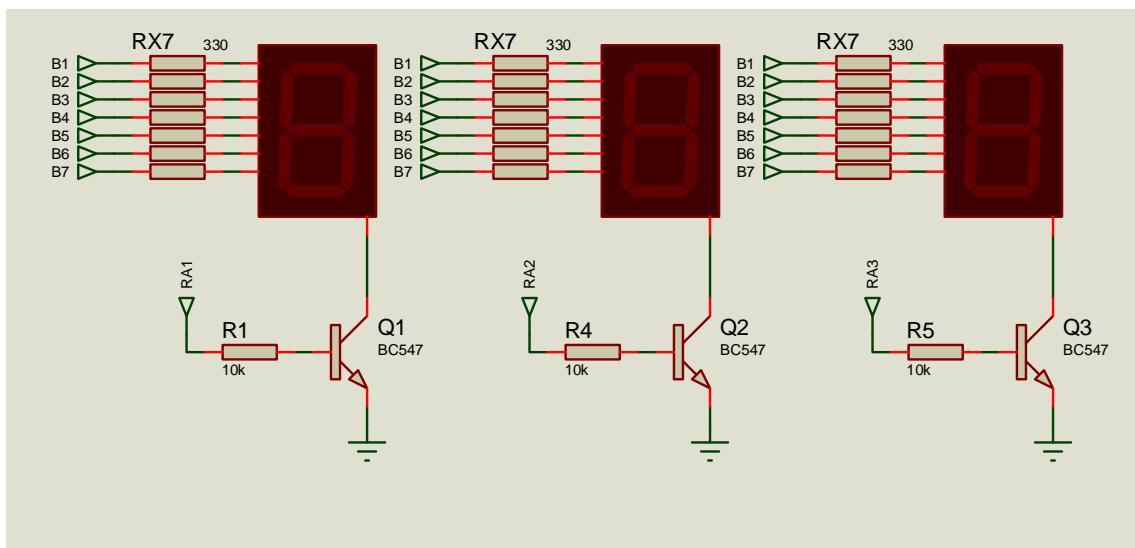 RX7 330
B1
B2
B3
B4
B5
B6
B7
RX7 330
B1
B2
B3
B4
B5
B6
B7
RX7 330
B1
B2
B3
B4
B5
B6
B7
RA1
R1
10k
Q1
BC547
RA2
R4
10k
Q2
BC547
RA3
R5
10k
Q3
BC547